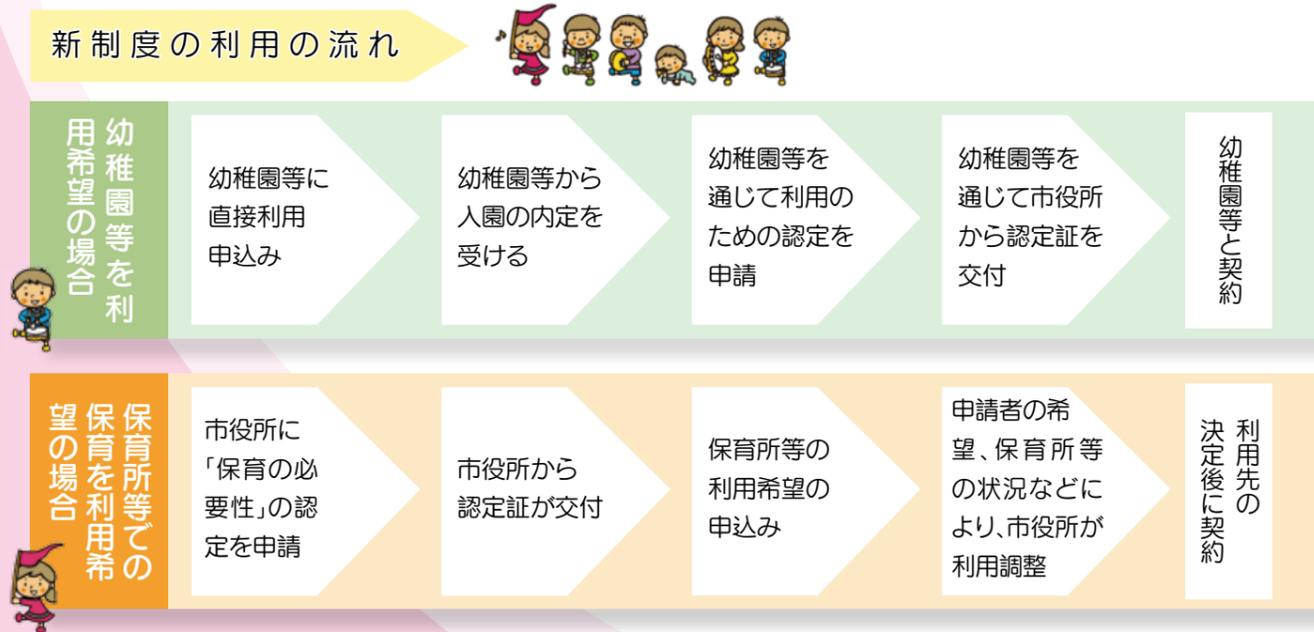 新制度の利用の流れ
幼稚園等を利
用希望の場合
幼稚園等に
直接利用
申込み
幼稚園等から
入園の内定を
受ける
幼稚園等を
通じて利用の
ための認定を
申請
幼稚園等を
通じて市役所
から認定証を
交付
幼稚園等と契約
保育所等での
保育を利用希
望の場合
市役所に
「保育の必
要性」の認
定を申請
市役所から
認定証が交付
保育所等の
利用希望の
申込み
申請者の希
望、保育所等
の状況などに
より、市役所が
利用調整
利用先の
決定後に契約